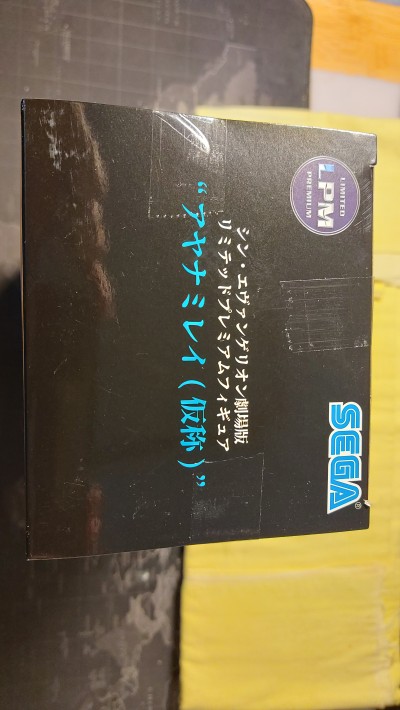 LIMITED
LPM
PREMIUM
シン・エヴァンゲリオン劇場版
リミテッドプレミアムフィギュア
“アヤナミレイ(仮称)”
SEGA®